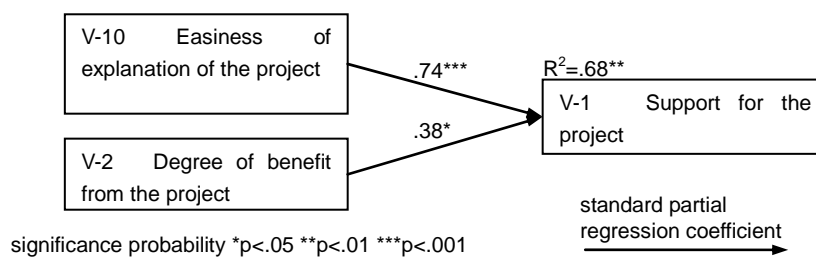 V-10 Easiness of
explanation of the project
.74***
R²=.68**
V-1 Support for the
project
.38*
V-2 Degree of benefit
from the project
standard partial
regression coefficient
significance probability *p<.05 **p<.01 ***p<.001